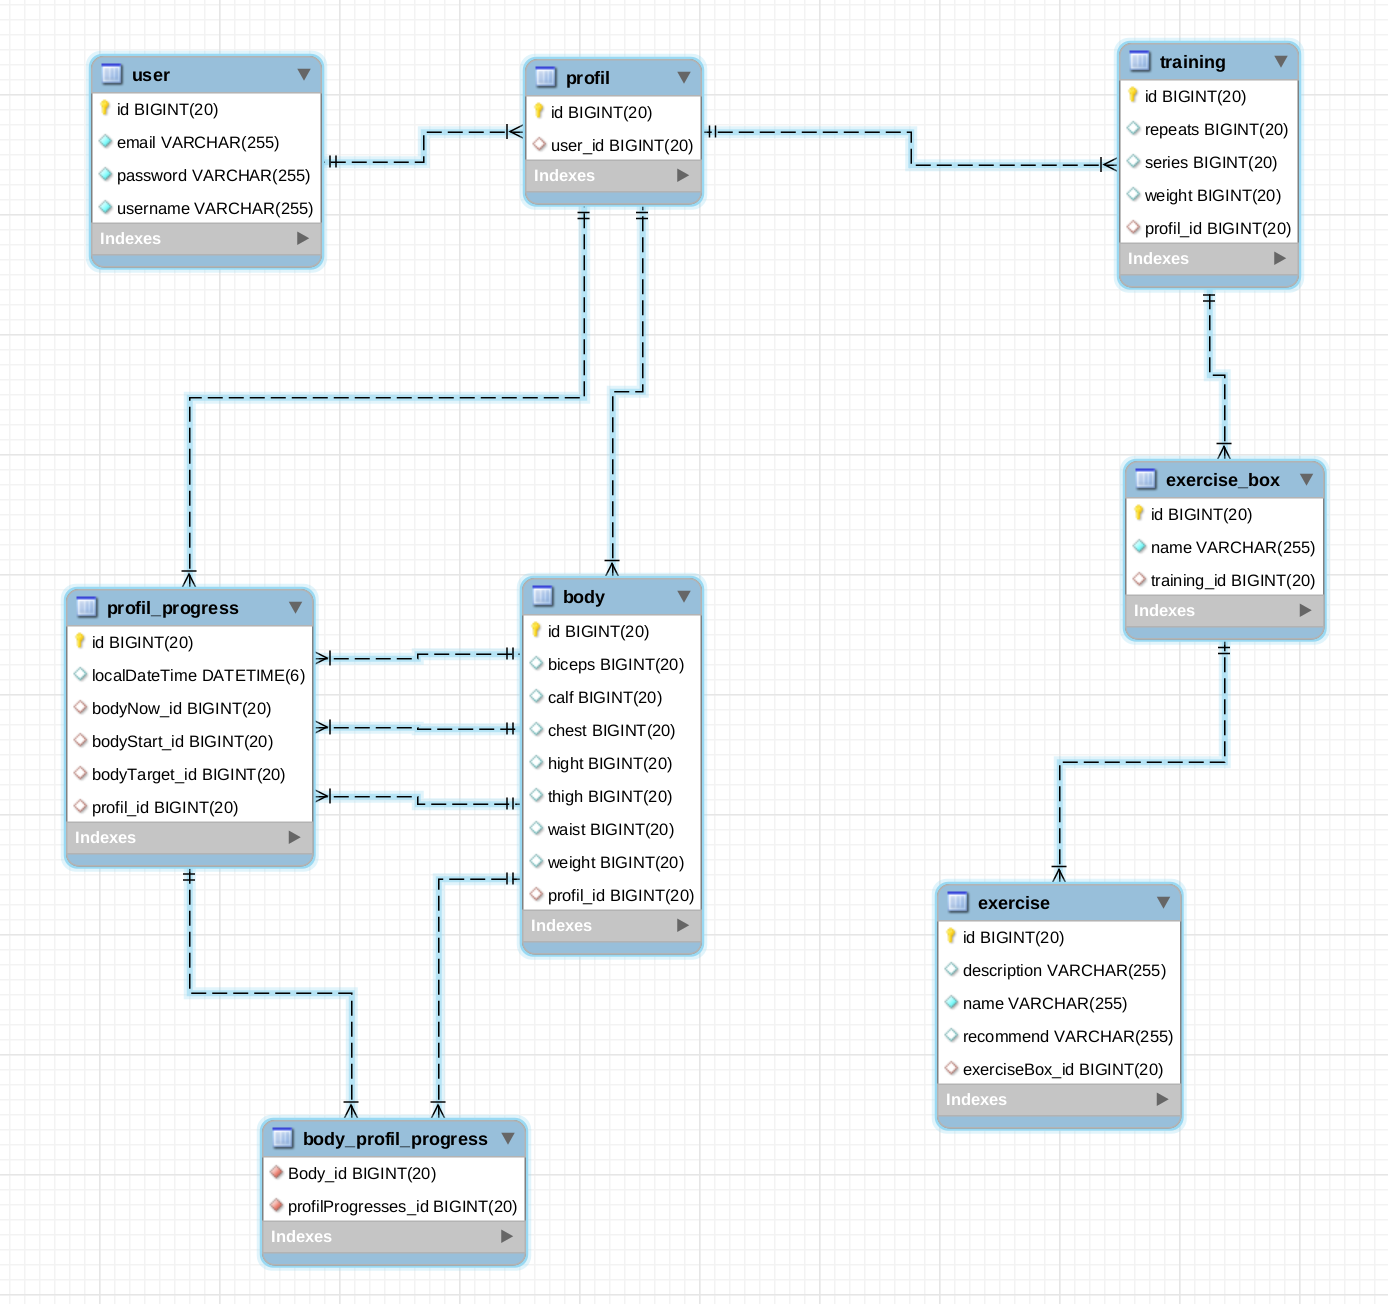 user
id BIGINT(20)
email VARCHAR(255)
password VARCHAR(255)
username VARCHAR(255)
Indexes
profil
id BIGINT(20)
user_id BIGINT(20)
Indexes
training
id BIGINT(20)
repeats BIGINT(20)
series BIGINT(20)
weight BIGINT(20)
profil_id BIGINT(20)
Indexes
exercise_box
id BIGINT(20)
name VARCHAR(255)
training_id BIGINT(20)
Indexes
profil_progress
id BIGINT(20)
localDateTime DATETIME(6)
bodyNow_id BIGINT(20)
bodyStart_id BIGINT(20)
bodyTarget_id BIGINT(20)
profil_id BIGINT(20)
Indexes
body
id BIGINT(20)
biceps BIGINT(20)
calf BIGINT(20)
chest BIGINT(20)
hight BIGINT(20)
thigh BIGINT(20)
waist BIGINT(20)
weight BIGINT(20)
profil_id BIGINT(20)
Indexes
exercise
id BIGINT(20)
description VARCHAR(255)
name VARCHAR(255)
recommend VARCHAR(255)
exerciseBox_id BIGINT(20)
Indexes
body_profil_progress
Body_id BIGINT(20)
profilProgresses_id BIGINT(20)
Indexes